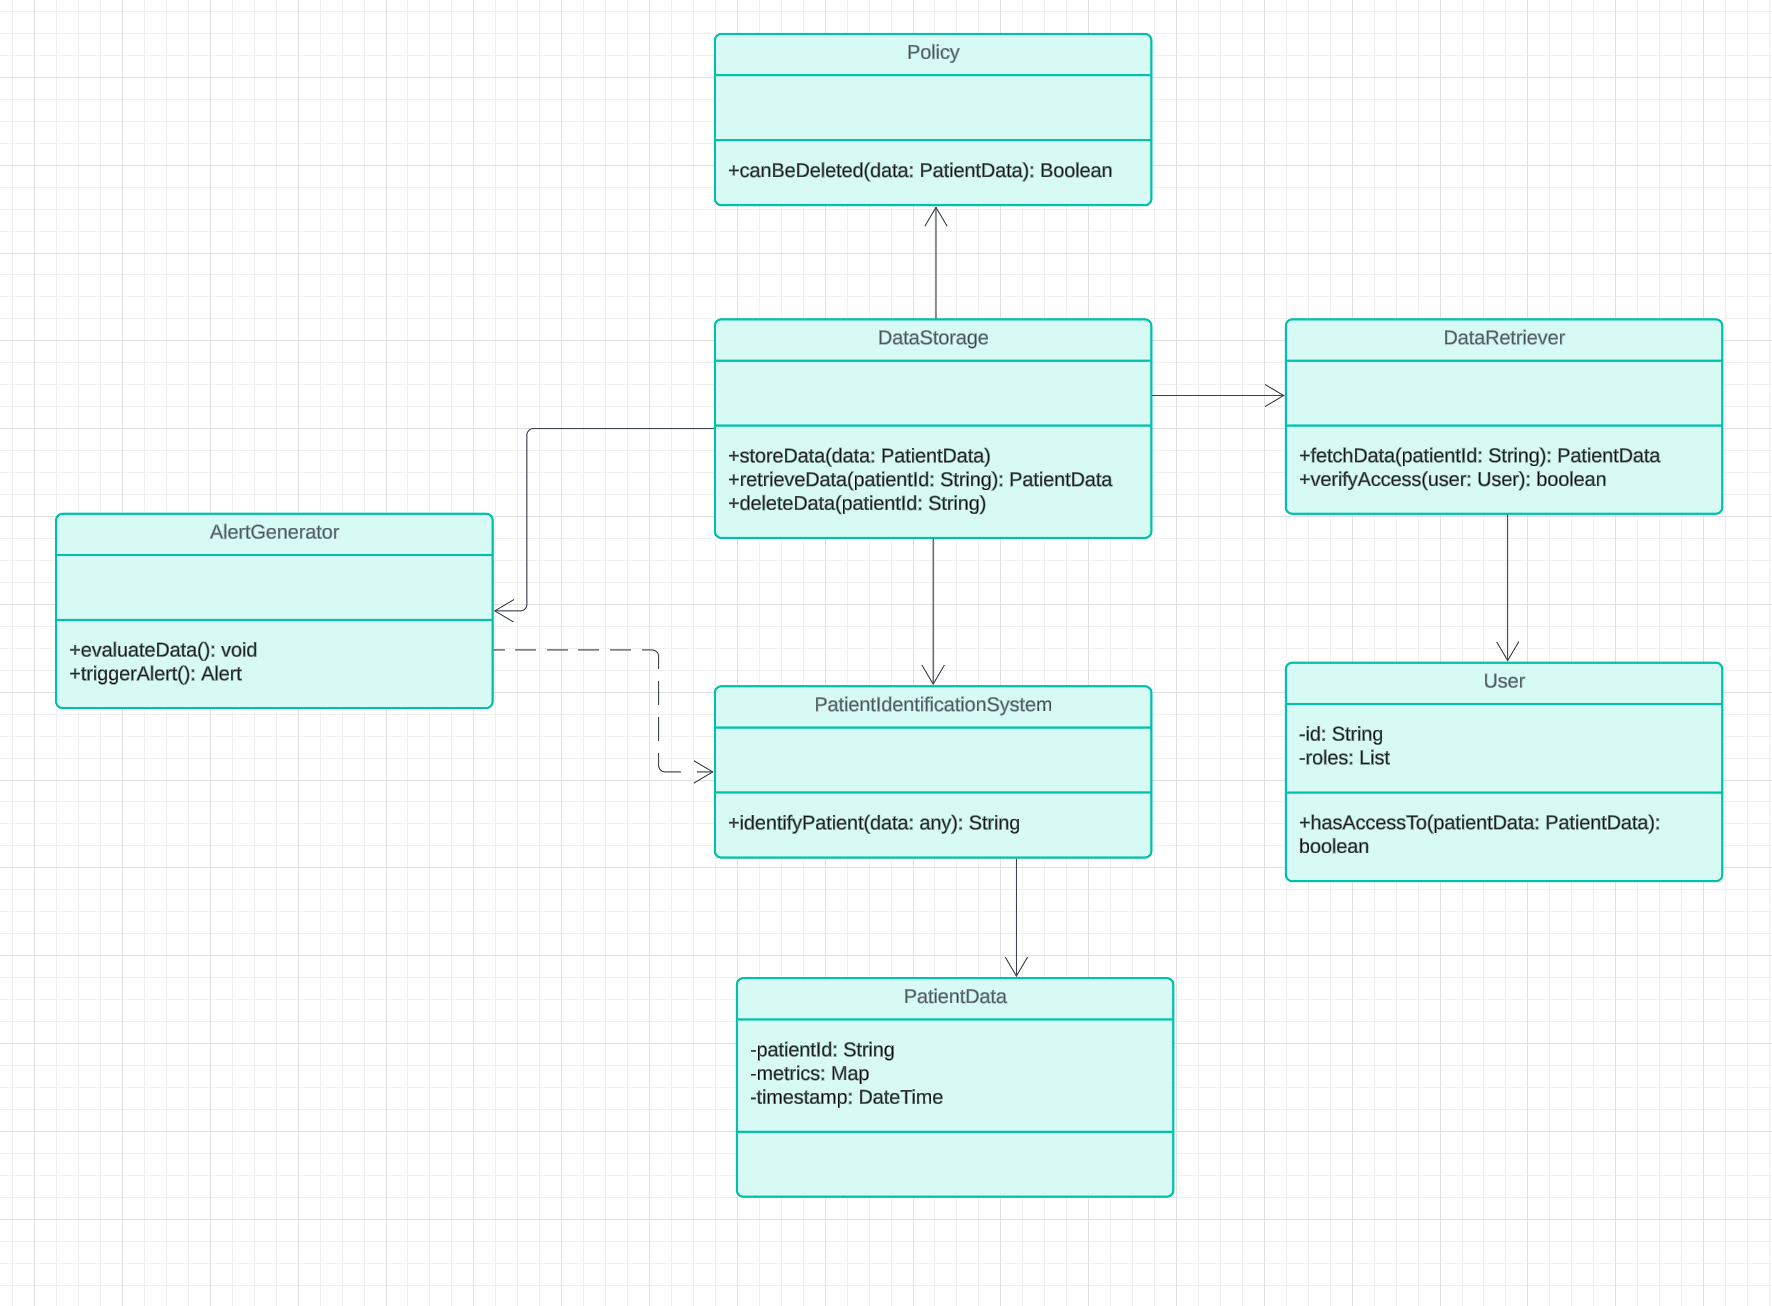 Policy
+canBeDeleted(data: PatientData): Boolean
DataStorage
+storeData(data: PatientData)
+retrieveData(patientId: String): PatientData
+deleteData(patientId: String)
DataRetriever
+fetchData(patientId: String): PatientData
+verifyAccess(user: User): boolean
AlertGenerator
+evaluateData(): void
+triggerAlert(): Alert
PatientIdentificationSystem
+identifyPatient(data: any): String
User
-id: String
-roles: List
+hasAccessTo(patientData: PatientData):
boolean
PatientData
-patientId: String
-metrics: Map
-timestamp: DateTime